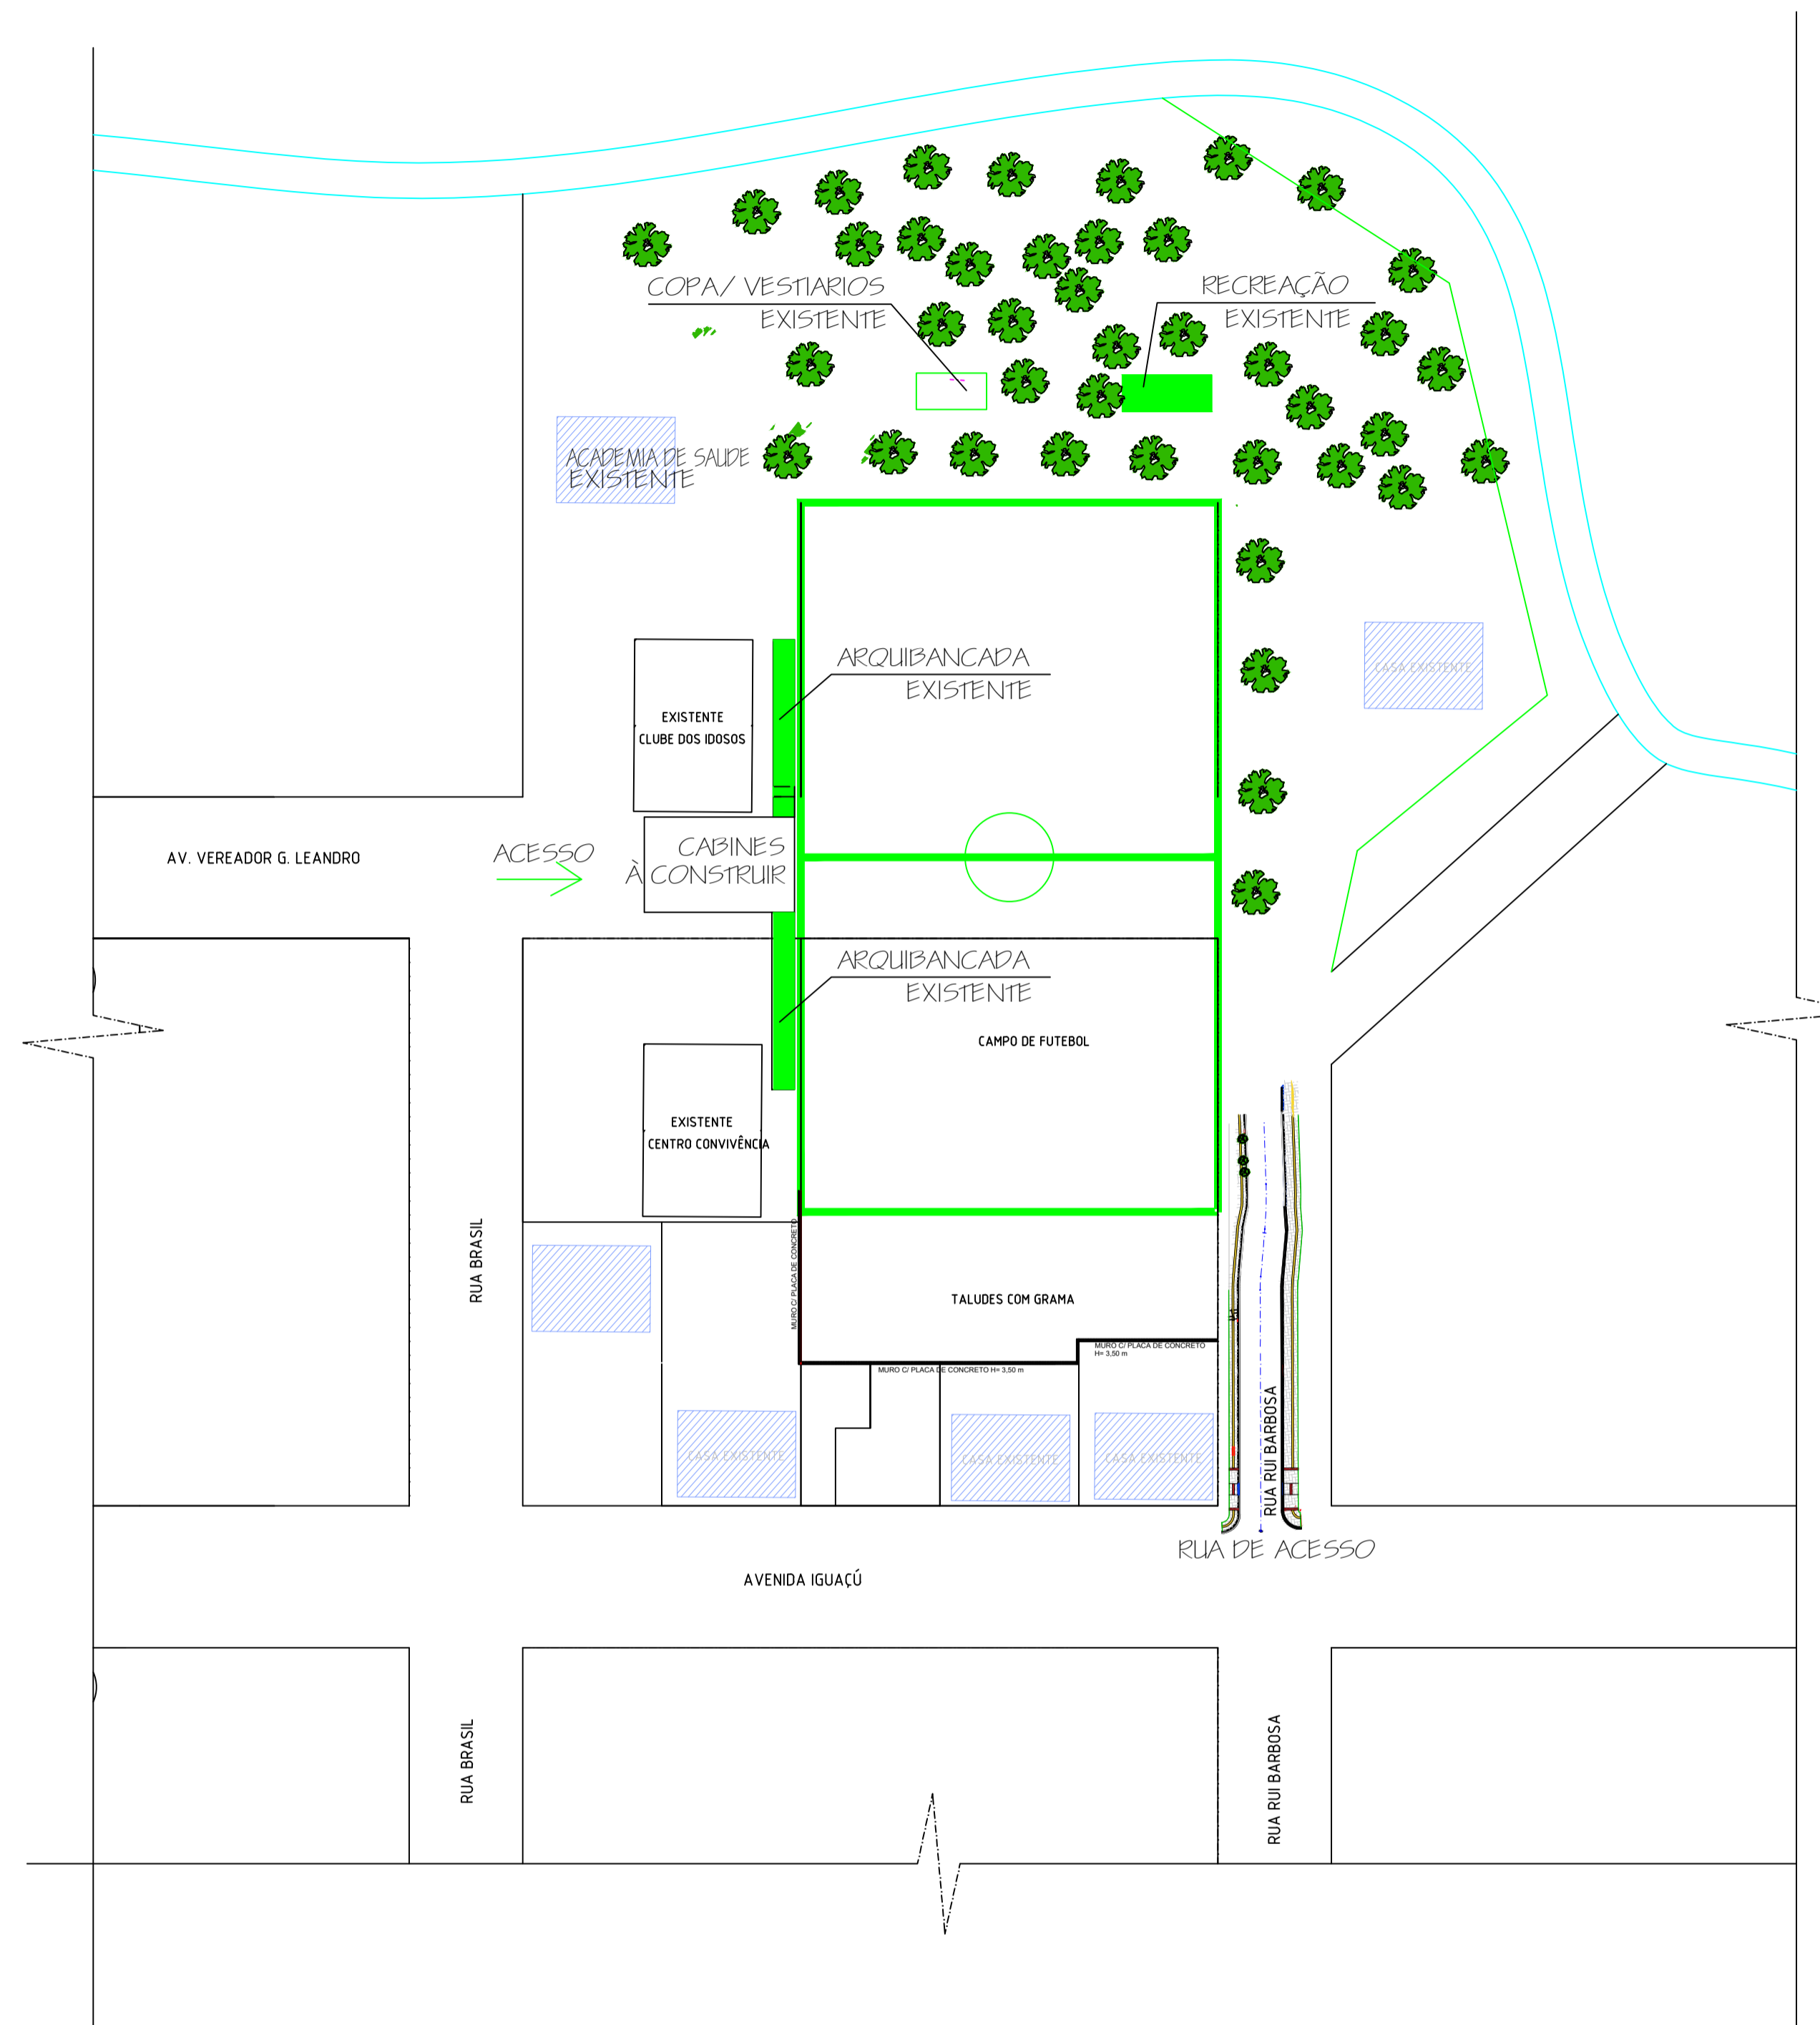 COPA/ VESTIARIOS
EXISTENTE
RECREAÇÃO
EXISTENTE
ACADEMIA DE SAUDE
EXISTENTE
ARQUIBANCADA
EXISTENTE
CASA EXISTENTE
EXISTENTE
CLUBE DOS IDOSOS
AV. VEREADOR G. LEANDRO
ACESSO
CABINES
À CONSTRUIR
ARQUIBANCADA
EXISTENTE
CAMPO DE FUTEBOL
EXISTENTE
CENTRO CONVIVÊNCIA
RUA BRASIL
MURO C/ PLACA DE CONCRETO
TALUDES COM GRAMA
MURO C/ PLACA DE CONCRETO
H= 3,50 m
MURO C/ PLACA DE CONCRETO H= 3,50 m
CASA EXISTENTE
CASA EXISTENTE
CASA EXISTENTE
RUA RUI BARBOSA
RUA DE ACESSO
AVENIDA IGUAÇÚ
RUA BRASIL
RUA RUI BARBOSA